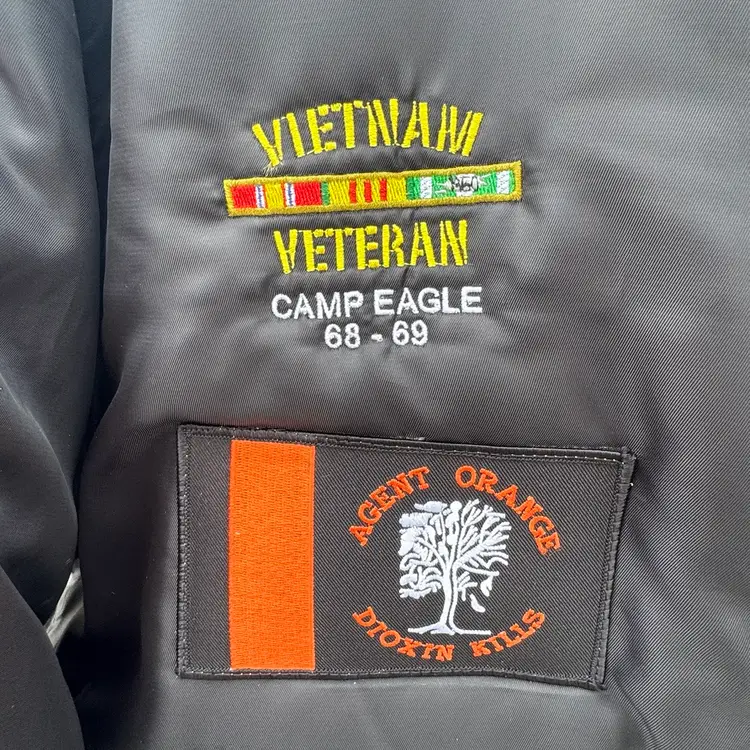 VIETNAM
VETERAN
CAMP EAGLE
68 - 69
AGENT ORANGE
DIOXIN KILLS